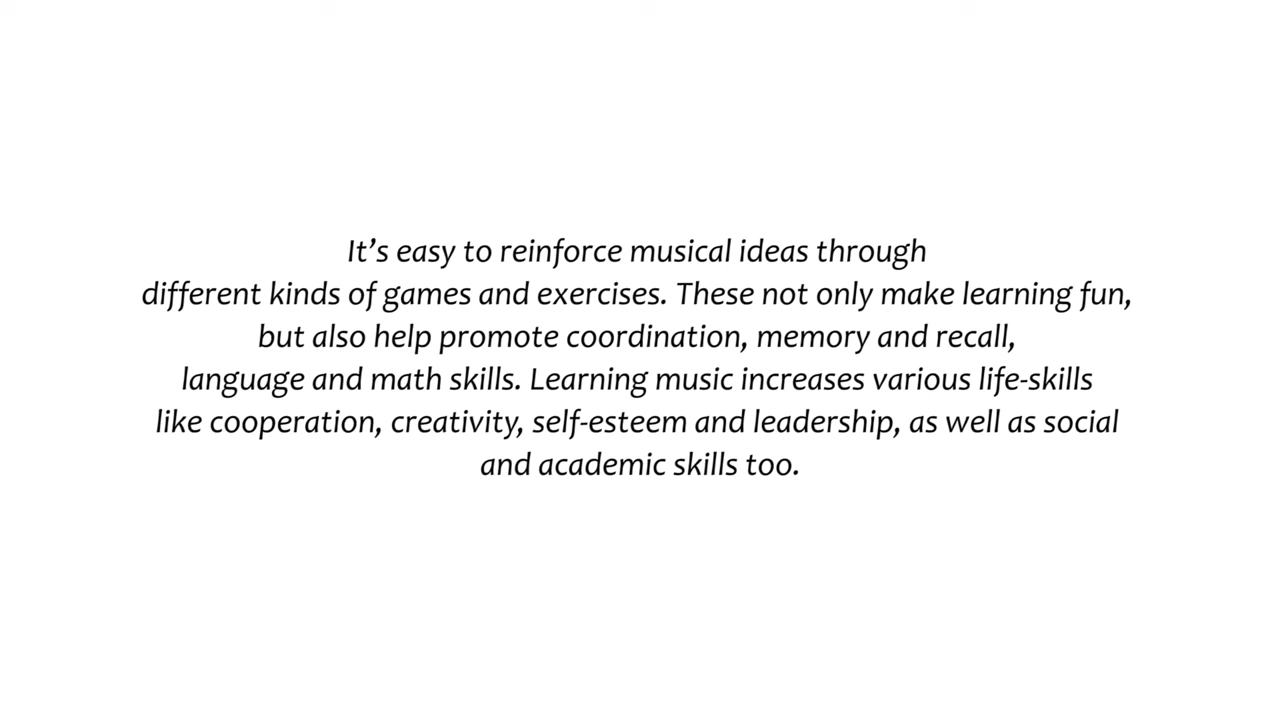 It’s easy to reinforce musical ideas through
different kinds of games and exercises. These not only make learning fun,
but also help promote coordination, memory and recall,
language and math skills. Learning music increases various life-skills
like cooperation, creativity, self-esteem and leadership, as well as social
and academic skills too.